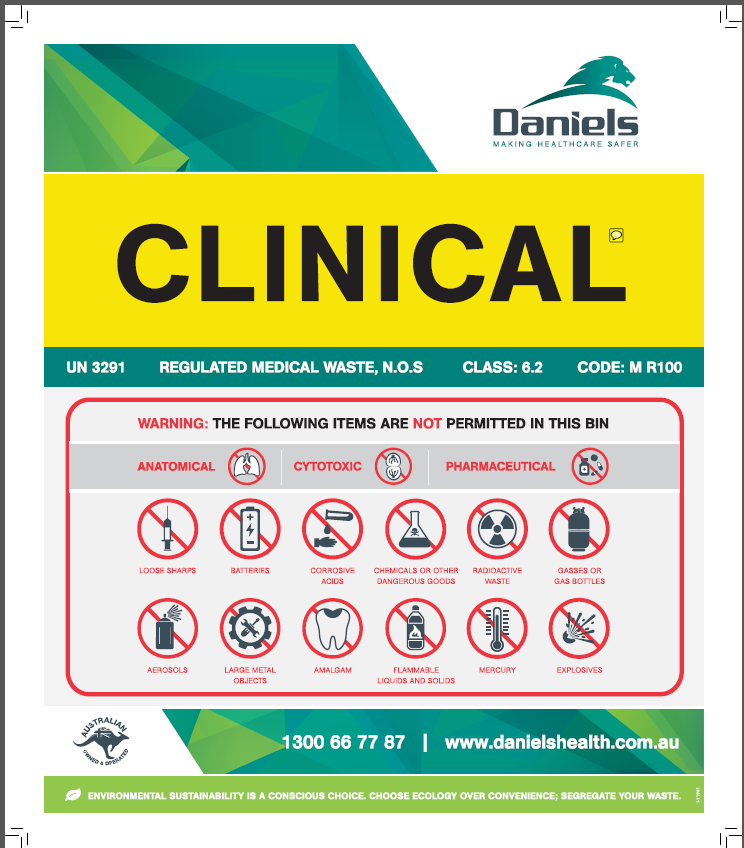 Daniels
MAKING HEALTHCARE SAFER
CLINICAL
UN 3291 REGULATED MEDICAL WASTE, N.O.S CLASS: 6.2 CODE: M R100
WARNING: THE FOLLOWING ITEMS ARE NOT PERMITTED IN THIS BIN
ANATOMICAL CYTOTOXIC PHARMACEUTICAL
LOOSE SHARPS
BATTERIES
CORROSIVE
ACIDS
CHEMICALS OR OTHER
DANGEROUS GOODS
RADIOACTIVE
WASTE
GASSES OR
GAS BOTTLES
AEROSOLS
LARGE METAL
OBJECTS
AMALGAM
FLAMMABLE
LIQUIDS AND SOLIDS
MERCURY
EXPLOSIVES
AUSTRALIAN
OWNED & OPERATED
1300 66 77 87 | www.danielshealth.com.au
ENVIRONMENTAL SUSTAINABILITY IS A CONSCIOUS CHOICE. CHOOSE ECOLOGY OVER CONVENIENCE; SEGREGATE YOUR WASTE.